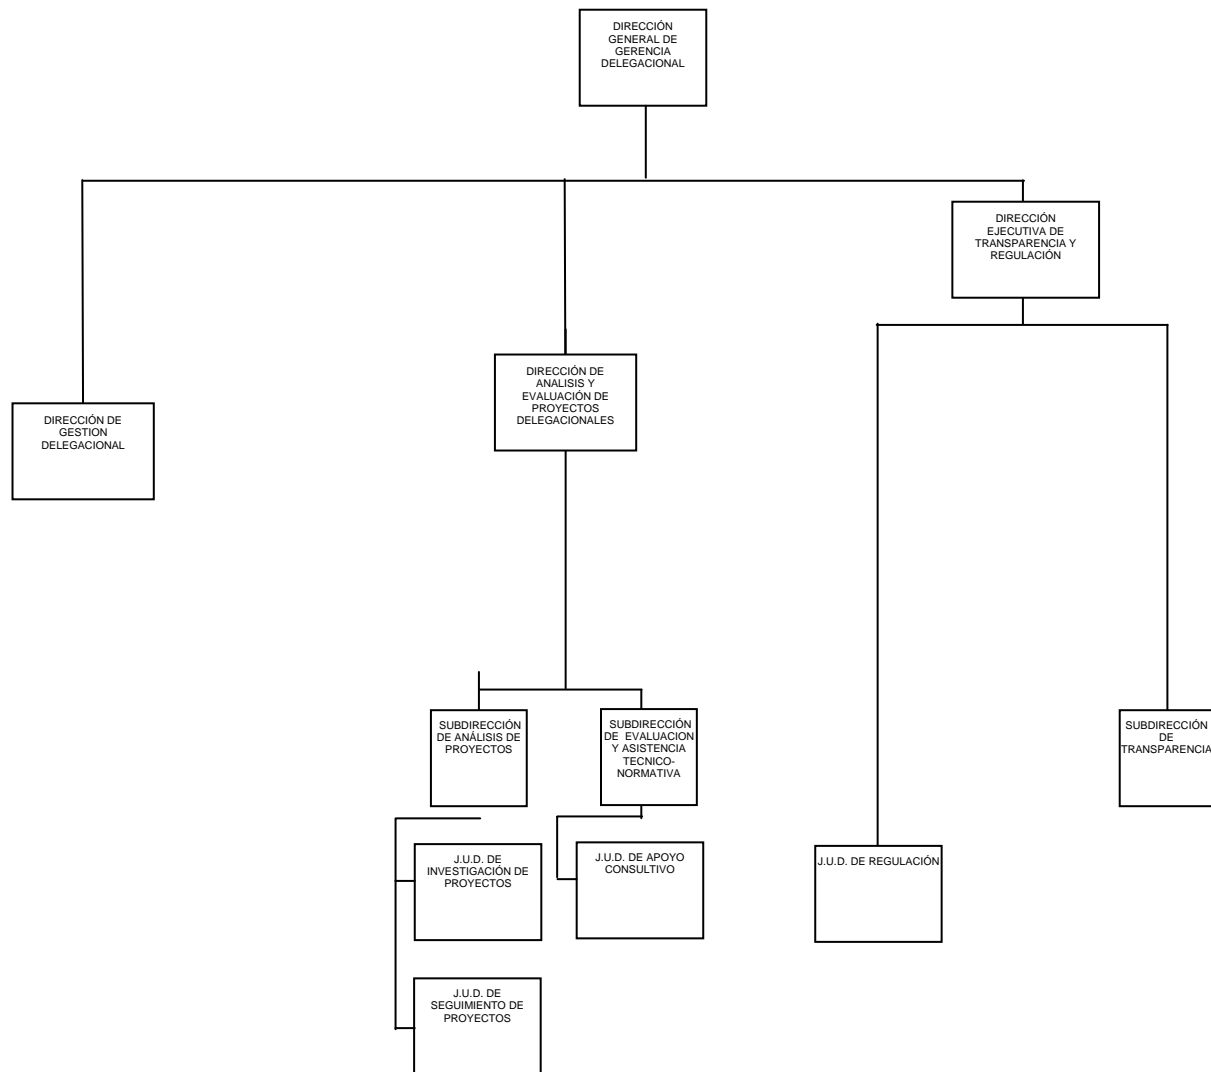 DIRECCIÓN
GENERAL DE
GERENCIA
DELEGACIONAL
DIRECCIÓN
EJECUTIVA DE
TRANSPARENCIA Y
REGULACIÓN
DIRECCIÓN DE
ANALISIS Y
EVALUACIÓN DE
PROYECTOS
DELEGACIONALES
DIRECCIÓN DE
GESTION
DELEGACIONAL
SUBDIRECCIÓN
DE ANÁLISIS DE
PROYECTOS
SUBDIRECCIÓN
DE EVALUACION
Y ASISTENCIA
TECNICO-
NORMATIVA
SUBDIRECCIÓN
DE
TRANSPARENCIA
J.U.D. DE
INVESTIGACIÓN DE
PROYECTOS
J.U.D. DE APOYO
CONSULTIVO
J.U.D. DE REGULACIÓN
J.U.D. DE
SEGUIMIENTO DE
PROYECTOS